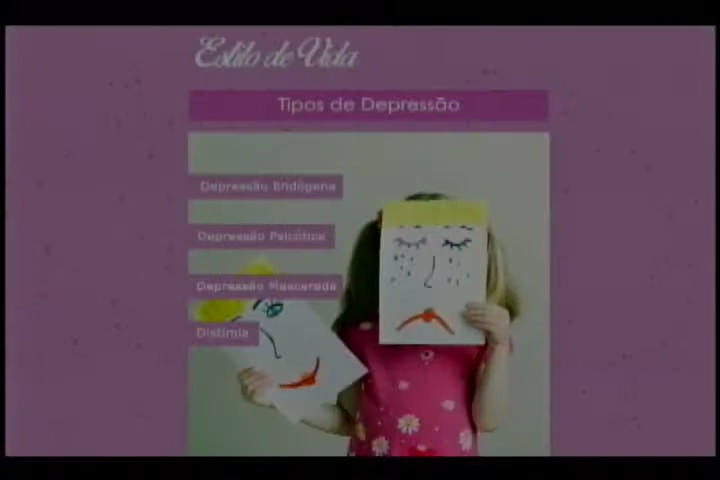 Estilo de Vida
Tipos de Depressão
Depressão Endógena
Depressão Psicótica
Depressão Mascarada
Distimia